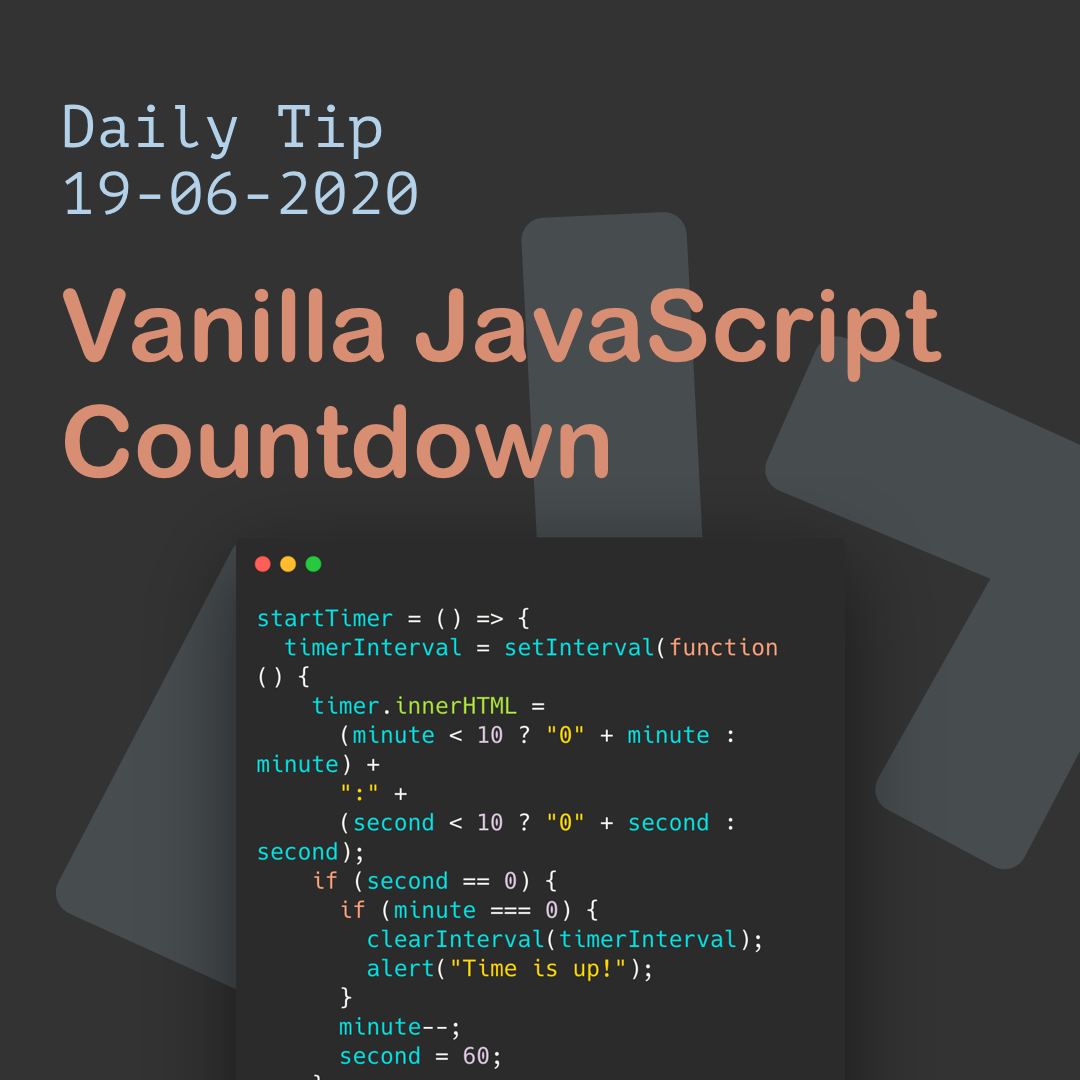 Daily Tip
19-06-2020
Vanilla JavaScript
Countdown
startTimer = () => {
  timerInterval = setInterval(function
() {
    timer.innerHTML =
      (minute < 10 ? "0" + minute :
minute) +
      ":" +
      (second < 10 ? "0" + second :
second);
    if (second == 0) {
      if (minute === 0) {
        clearInterval(timerInterval);
        alert("Time is up!");
      }
      minute--;
      second = 60;